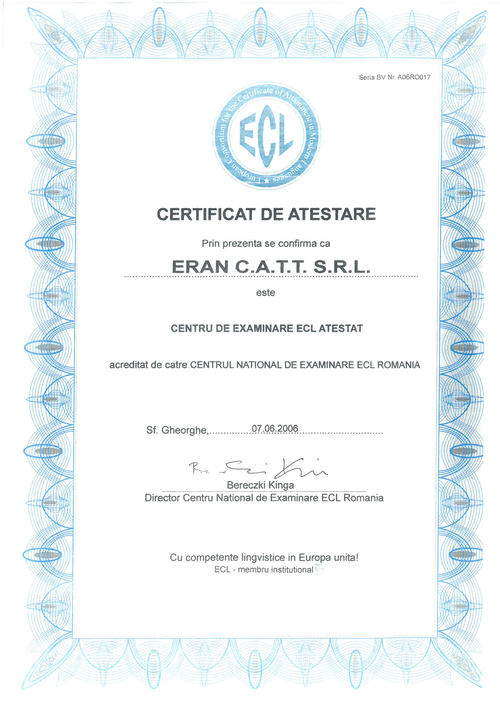 Seria BV Nr. A06RO017
European Consortium for the Certificate of Attainment in Modern Languages
ECL
CERTIFICAT DE ATESTARE
Prin prezenta se confirma ca
ERAN C.A.T.T. S.R.L.
este
CENTRU DE EXAMINARE ECL ATESTAT
acreditat de catre CENTRUL NATIONAL DE EXAMINARE ECL ROMANIA
Sf. Gheorghe,..............07.06.2006............................
Bereczki Kinga
Director Centru National de Examinare ECL Romania
Cu competente lingvistice in Europa unita!
ECL - membru institutional